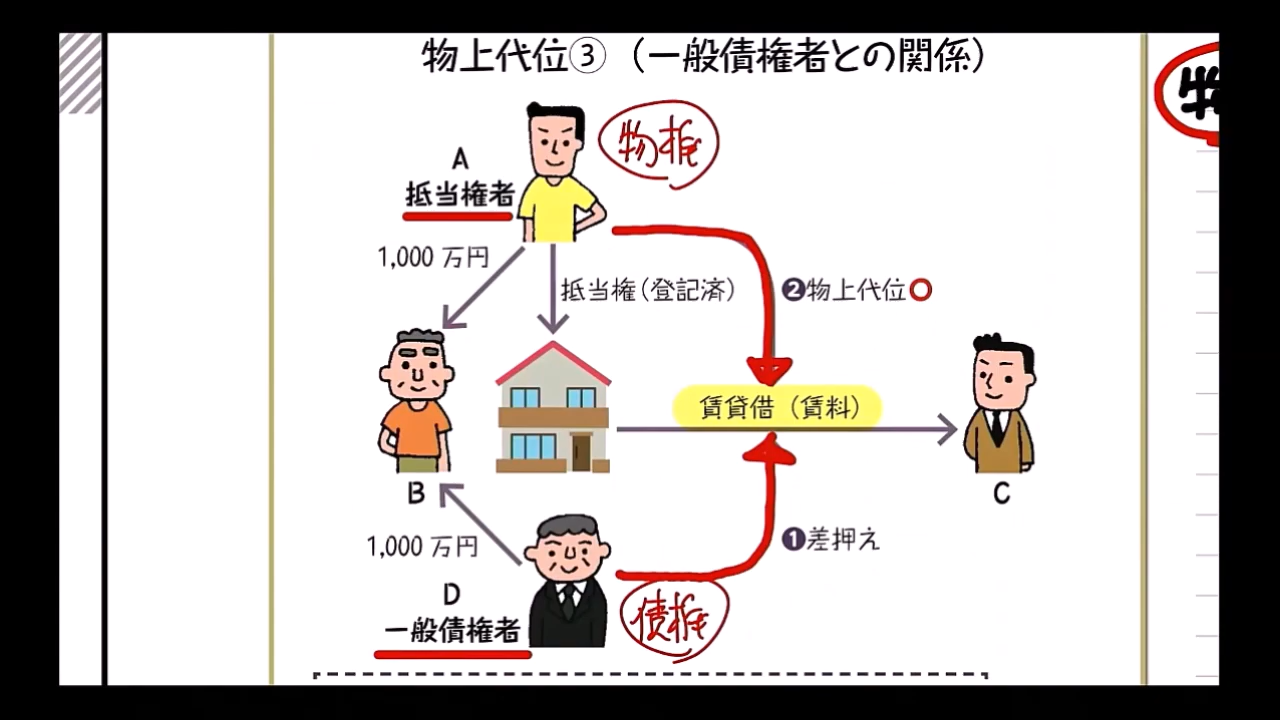 物上代位③（一般債権者との関係）
物権
A
抵当権者
1,000 万円
抵当権（登記済）
❷物上代位○
賃貸借（賃料）
B
C
1,000 万円
❶差押え
D
一般債権者
債権
物